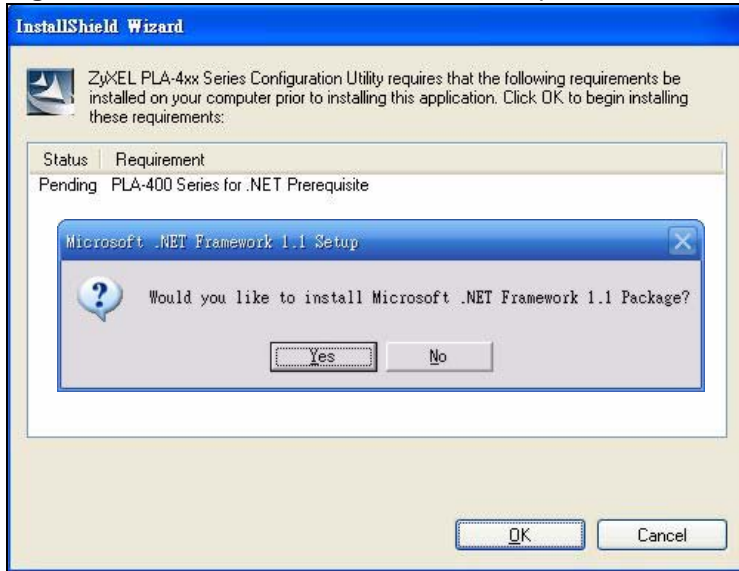 InstallShield Wizard
ZyXEL PLA-4xx Series Configuration Utility requires that the following requirements be
installed on your computer prior to installing this application. Click OK to begin installing
these requirements:
Status Requirement
Pending PLA-400 Series for .NET Prerequisite
Microsoft .NET Framework 1.1 Setup
Would you like to install Microsoft .NET Framework 1.1 Package?
Yes No
OK Cancel